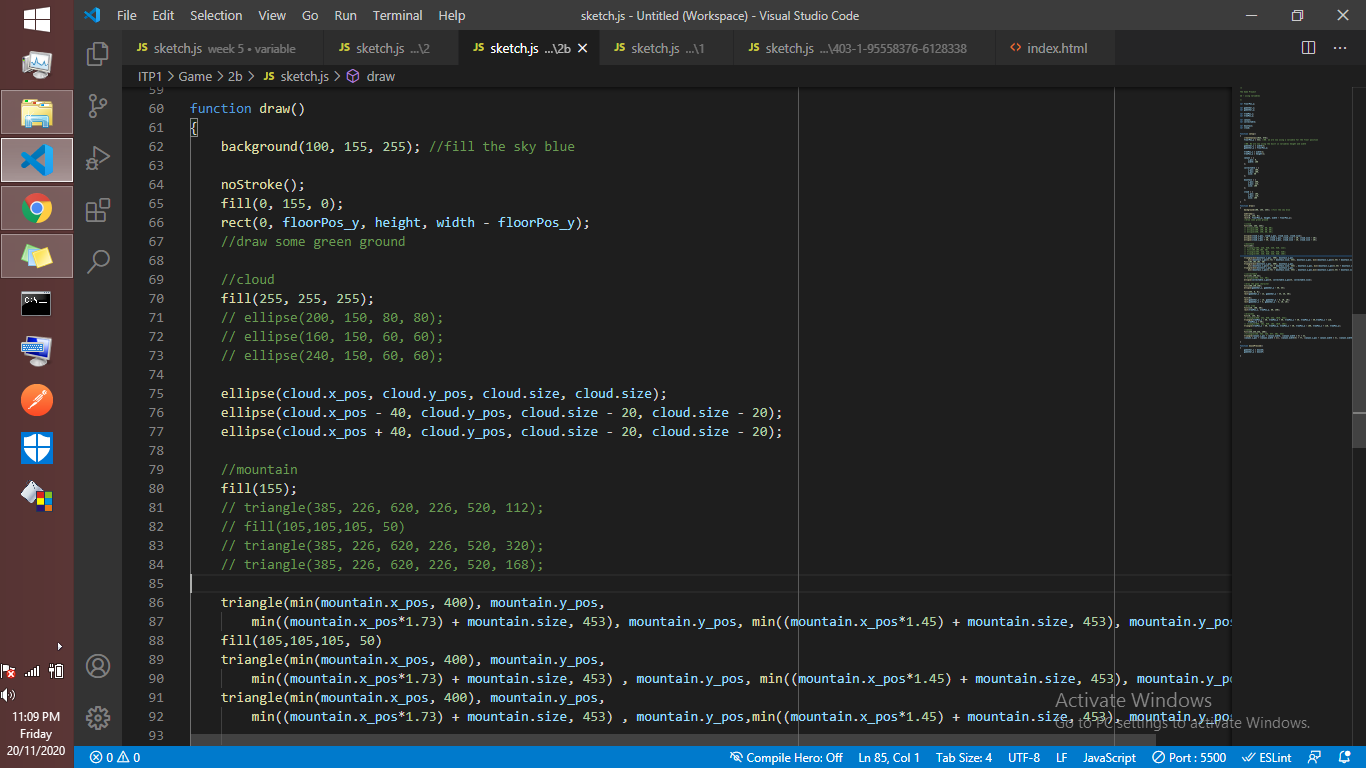 File Edit Selection View Go Run Terminal Help sketch.js - Untitled (Workspace) - Visual Studio Code
JS sketch.js week 5 • variable JS sketch.js ...\2 JS sketch.js ...\2b JS sketch.js ...\1 JS sketch.js ...\403-1-95558376-6128338 <> index.html
ITP1 > Game > 2b > JS sketch.js > draw
59
60 function draw()
61 {
62 background(100, 155, 255); //fill the sky blue
63
64 noStroke();
65 fill(0, 155, 0);
66 rect(0, floorPos_y, height, width - floorPos_y);
67 //draw some green ground
68
69 //cloud
70 fill(255, 255, 255);
71 // ellipse(200, 150, 80, 80);
72 // ellipse(160, 150, 60, 60);
73 // ellipse(240, 150, 60, 60);
74
75 ellipse(cloud.x_pos, cloud.y_pos, cloud.size, cloud.size);
76 ellipse(cloud.x_pos - 40, cloud.y_pos, cloud.size - 20, cloud.size - 20);
77 ellipse(cloud.x_pos + 40, cloud.y_pos, cloud.size - 20, cloud.size - 20);
78
79 //mountain
80 fill(155);
81 // triangle(385, 226, 620, 226, 520, 112);
82 // fill(105,105,105, 50)
83 // triangle(385, 226, 620, 226, 520, 320);
84 // triangle(385, 226, 620, 226, 520, 168);
85
86 triangle(min(mountain.x_pos, 400), mountain.y_pos,
87 min((mountain.x_pos*1.73) + mountain.size, 453), mountain.y_pos, min((mountain.x_pos*1.45) + mountain.size, 453), mountain.y_pos
88 fill(105,105,105, 50)
89 triangle(min(mountain.x_pos, 400), mountain.y_pos,
90 min((mountain.x_pos*1.73) + mountain.size, 453) , mountain.y_pos, min((mountain.x_pos*1.45) + mountain.size, 453), mountain.y_po
91 triangle(min(mountain.x_pos, 400), mountain.y_pos,
92 min((mountain.x_pos*1.73) + mountain.size, 453) , mountain.y_pos,min((mountain.x_pos*1.45) + mountain.size, 453), mountain.y_pos
93
Activate Windows
Go to PC settings to activate Windows.
11:09 PM
Friday
20/11/2020
0 0 Compile Hero: Off Ln 85, Col 1 Tab Size: 4 UTF-8 LF JavaScript Port : 5500 ESLint